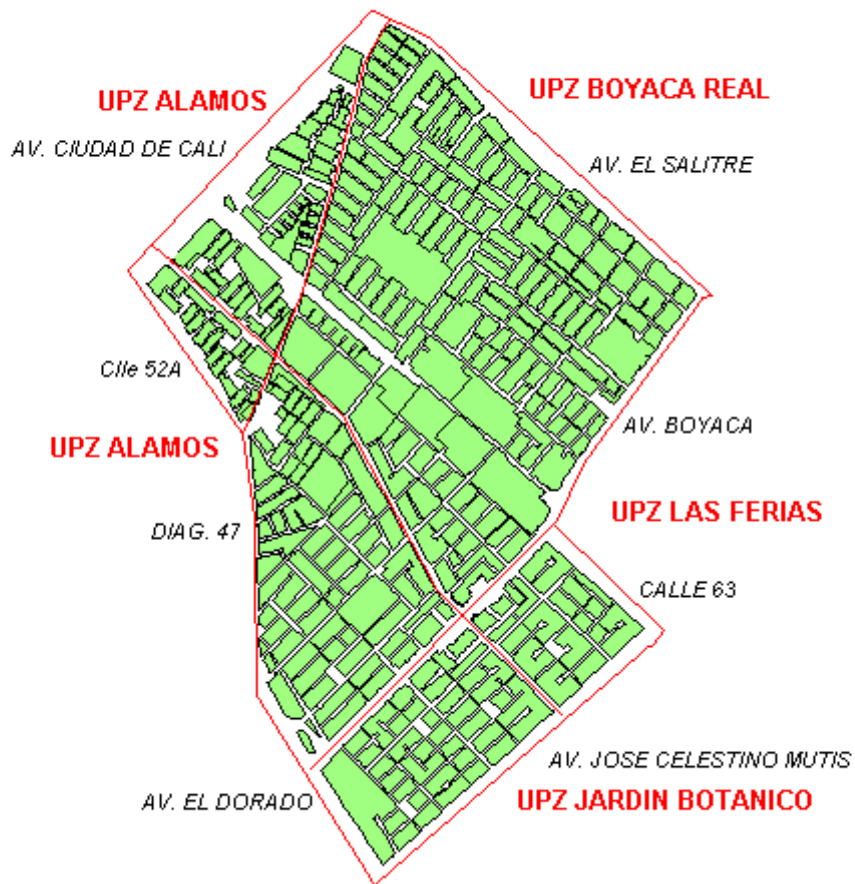 UPZ ALAMOS
UPZ BOYACA REAL
AV. CIUDAD DE CALI
AV. EL SALITRE
Clle 52A
AV. BOYACA
UPZ ALAMOS
UPZ LAS FERIAS
DIAG. 47
CALLE 63
AV. JOSE CELESTINO MUTIS
AV. EL DORADO
UPZ JARDIN BOTANICO